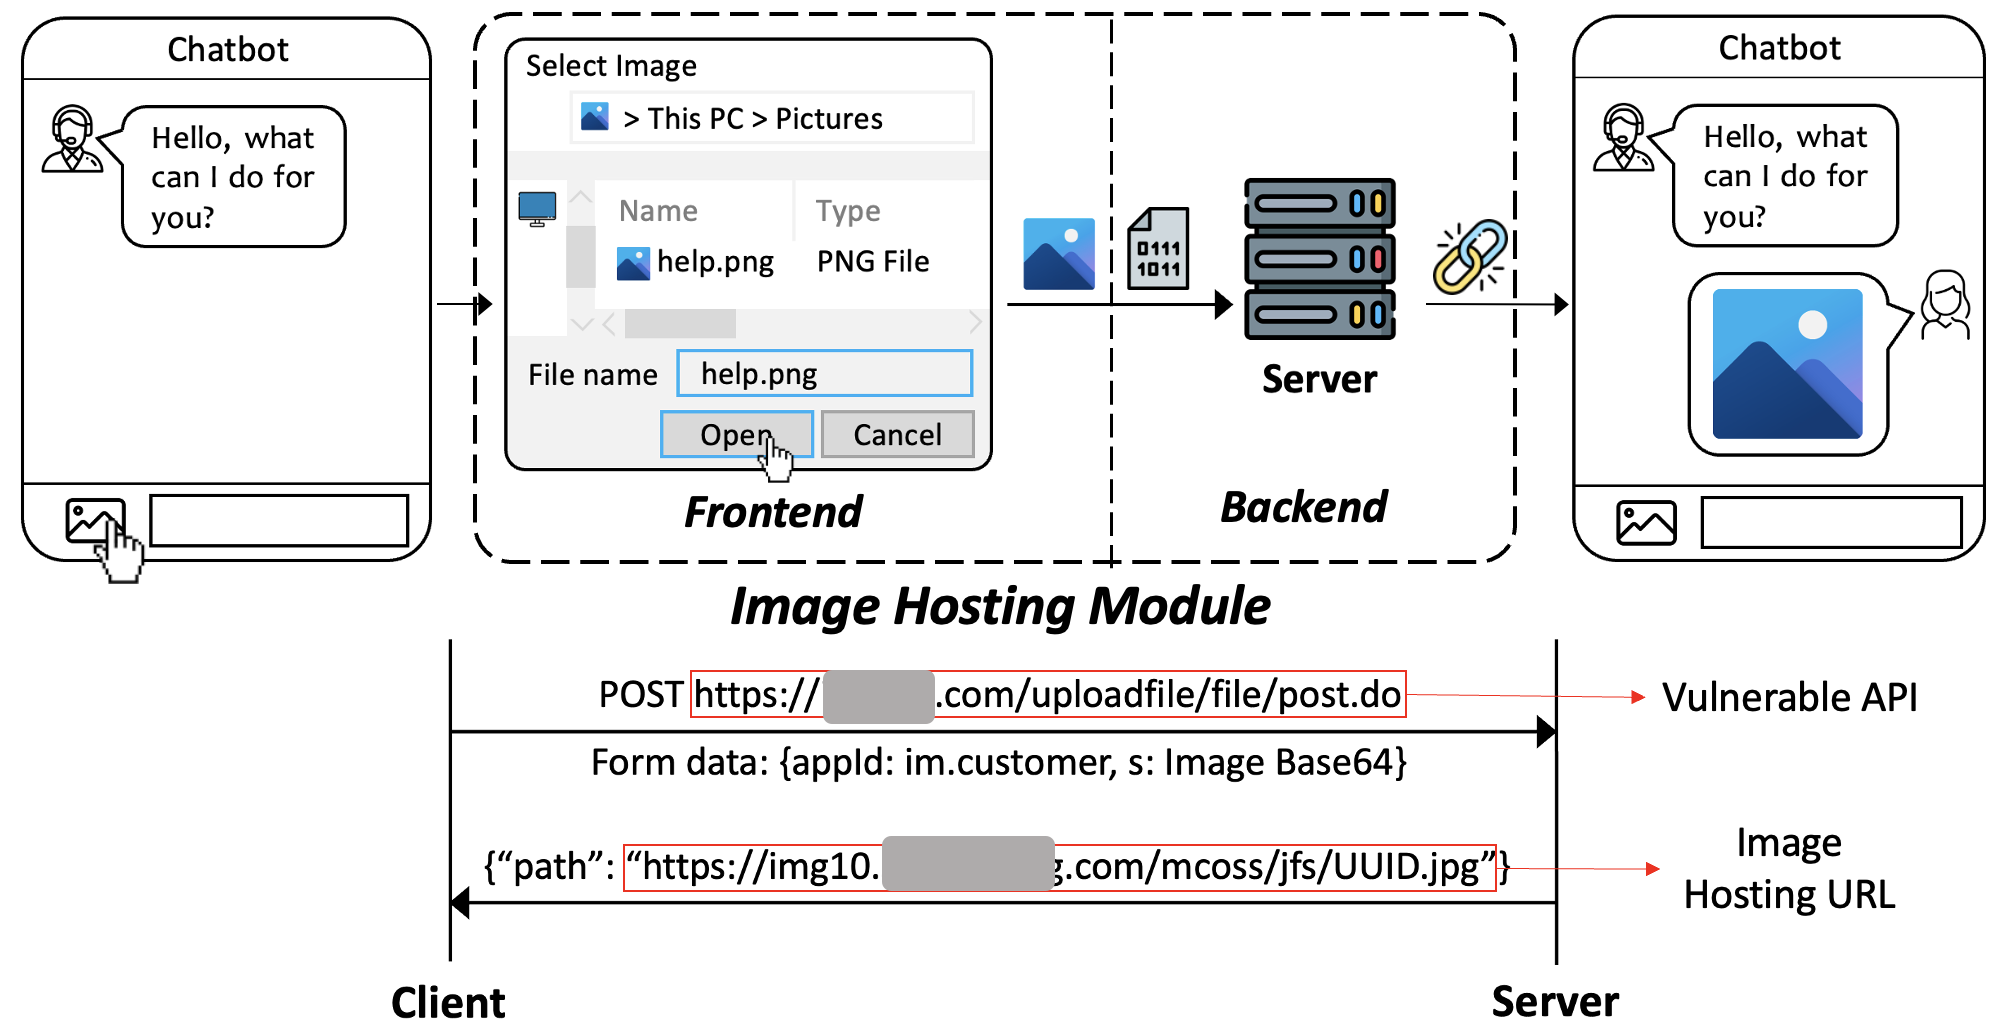 Chatbot
Hello, what
can I do for
you?
Select Image
> This PC > Pictures
Name Type
help.png PNG File
File name help.png
Open Cancel
Frontend
0111
1011
Server
Backend
Chatbot
Hello, what
can I do for
you?
Image Hosting Module
POST https:// .com/uploadfile/file/post.do
Vulnerable API
Form data: {appId: im.customer, s: Image Base64}
{“path”: “https://img10. g.com/mcoss/jfs/UUID.jpg”}
Image
Hosting URL
Client
Server